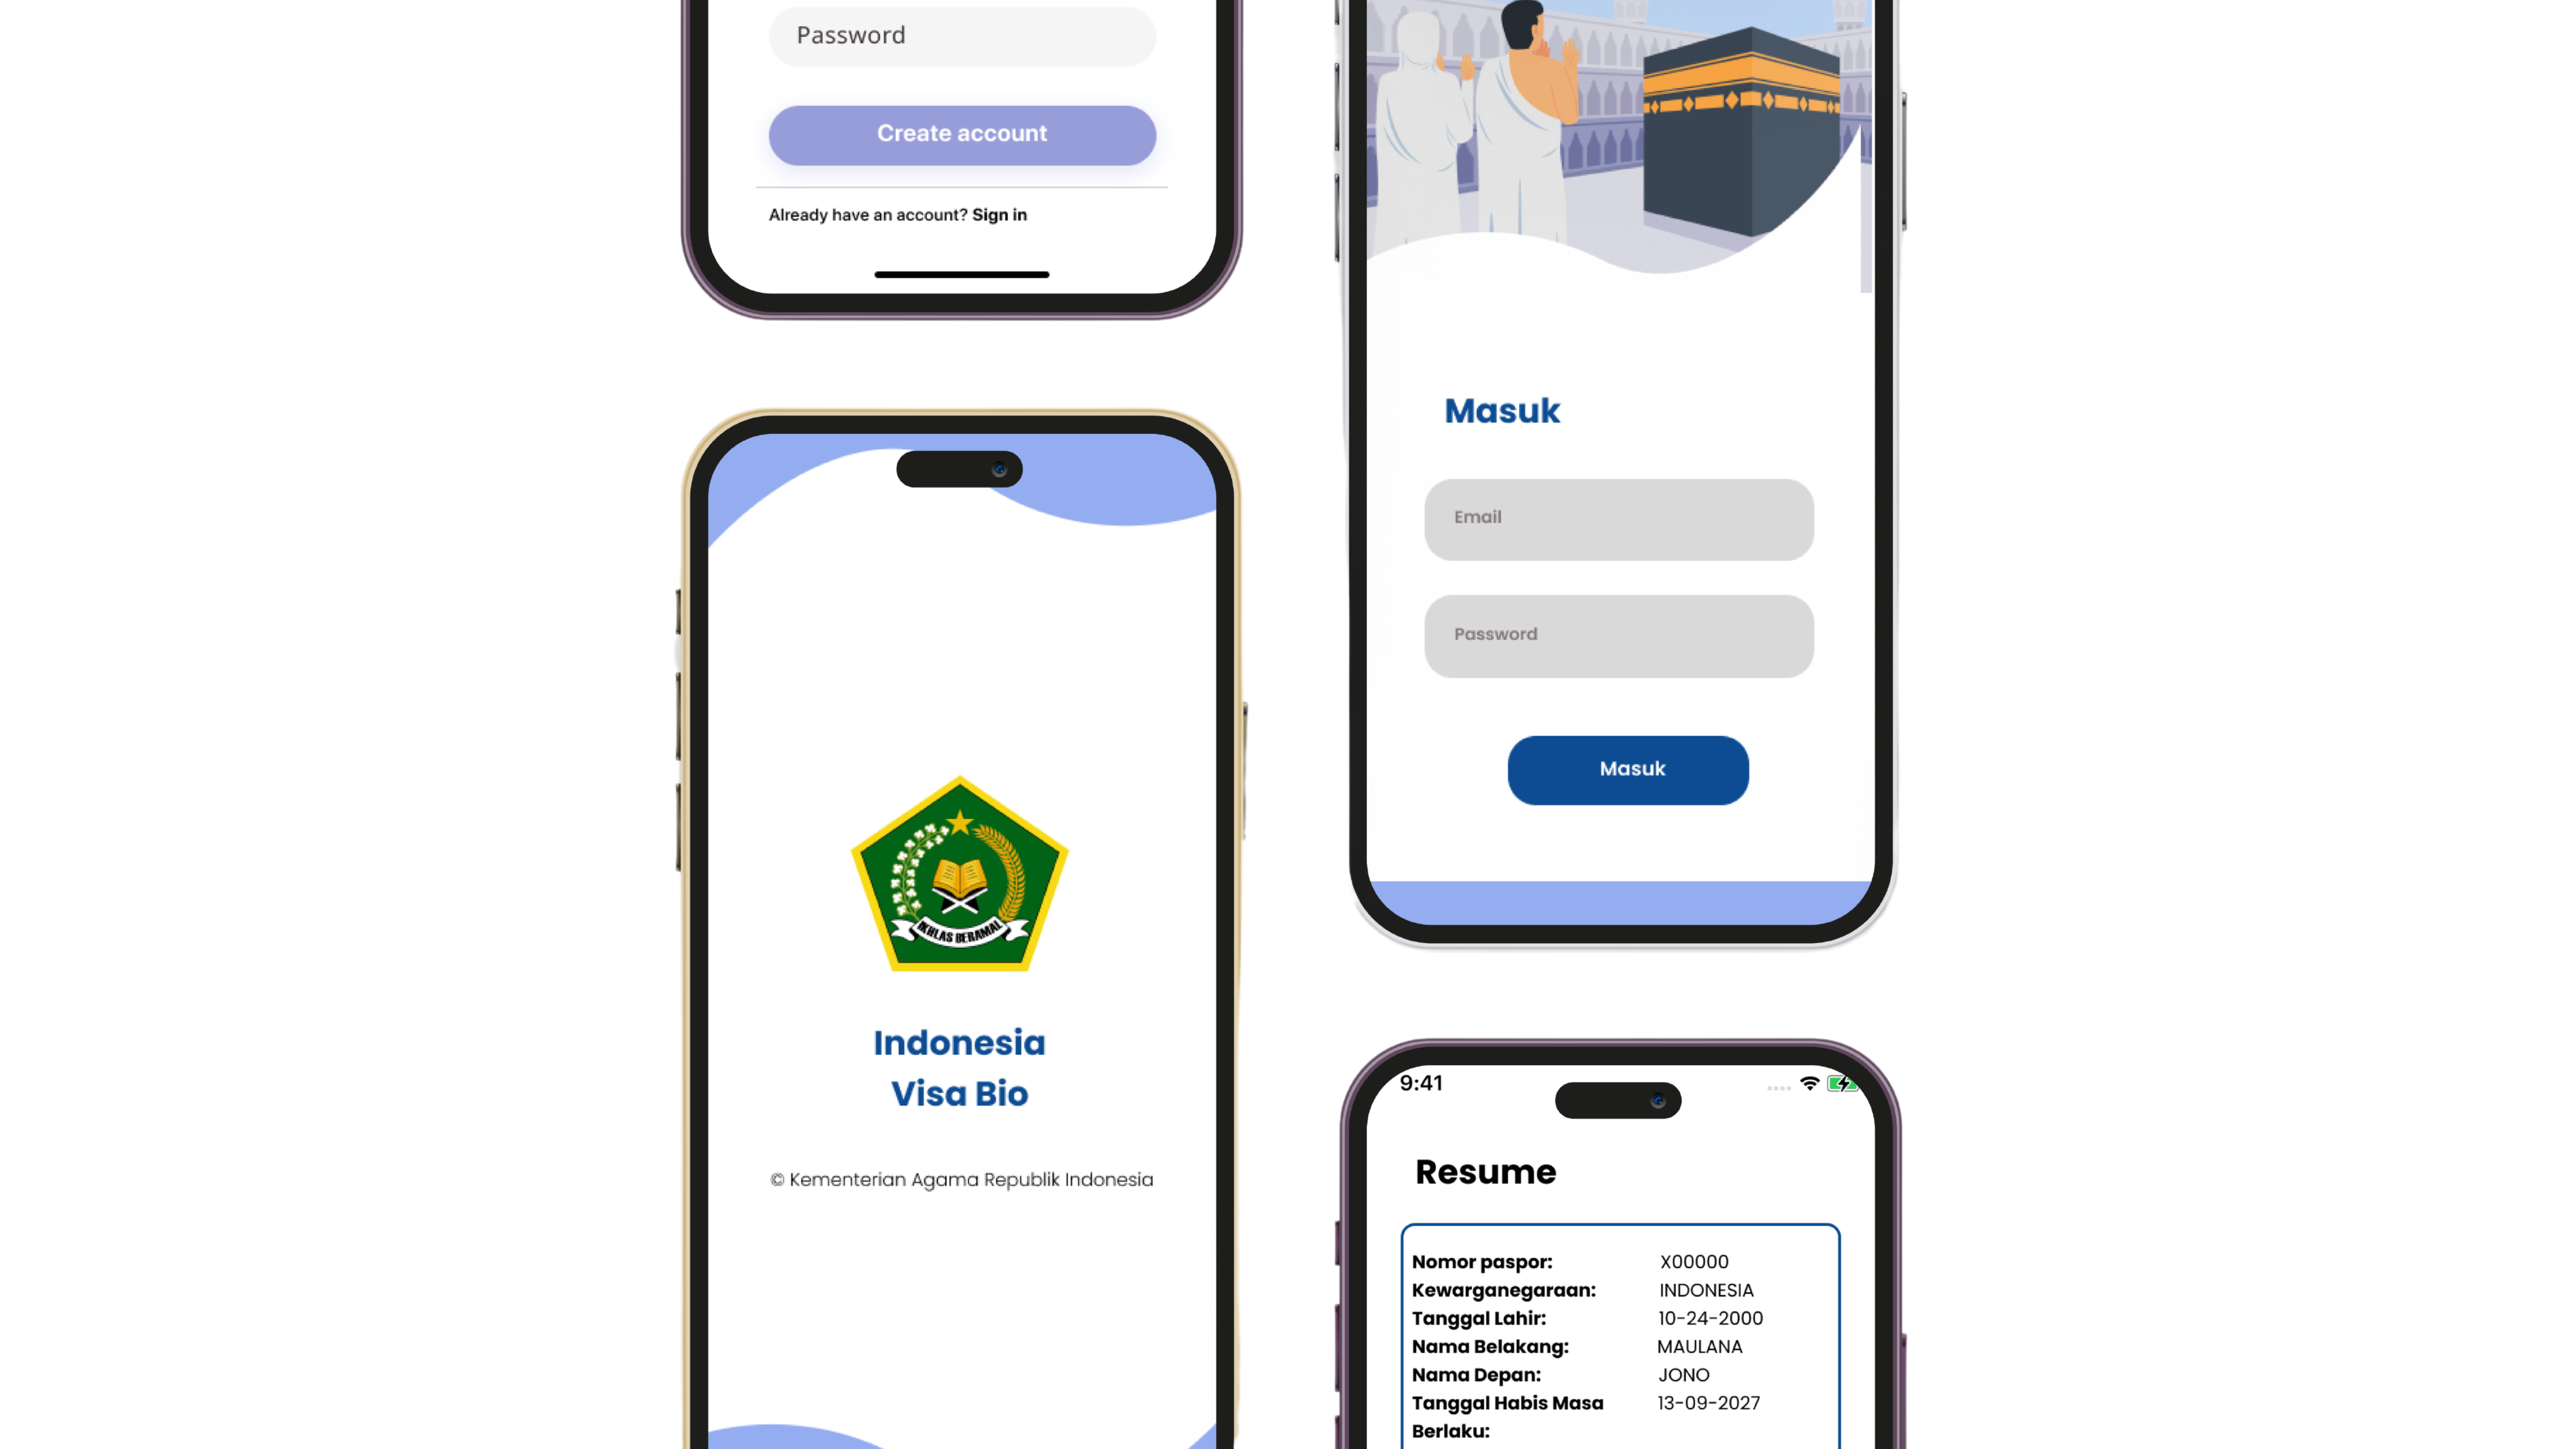 Password
Create account
Already have an account? Sign in
IKHLAS BERAMAL
Indonesia
Visa Bio
© Kementerian Agama Republik Indonesia
Masuk
Email
Password
Masuk
9:41
Resume
Nomor paspor: X00000
Kewarganegaraan: INDONESIA
Tanggal Lahir: 10-24-2000
Nama Belakang: MAULANA
Nama Depan: JONO
Tanggal Habis Masa 13-09-2027
Berlaku: